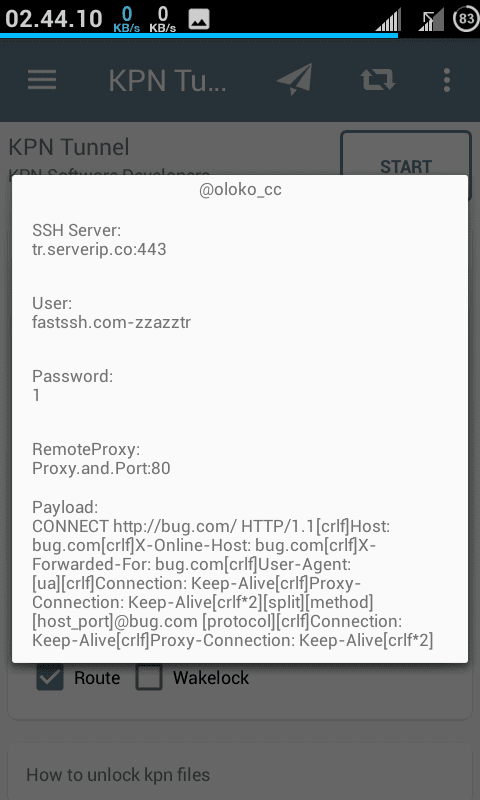 02.44.10
0
KB/s
0
KB/s
83
KPN Tu...
KPN Tunnel
START
@oloko_cc
SSH Server:
tr.serverip.co:443
User:
fastssh.com-zzazztr
Password:
1
RemoteProxy:
Proxy.and.Port:80
Payload:
CONNECT http://bug.com/ HTTP/1.1[crlf]Host:
bug.com[crlf]X-Online-Host: bug.com[crlf]X-
Forwarded-For: bug.com[crlf]User-Agent:
[ua][crlf]Connection: Keep-Alive[crlf]Proxy-
Connection: Keep-Alive[crlf*2][split][method]
[host_port]@bug.com [protocol][crlf]Connection:
Keep-Alive[crlf]Proxy-Connection: Keep-Alive[crlf*2]
Route
Wakelock
How to unlock kpn files